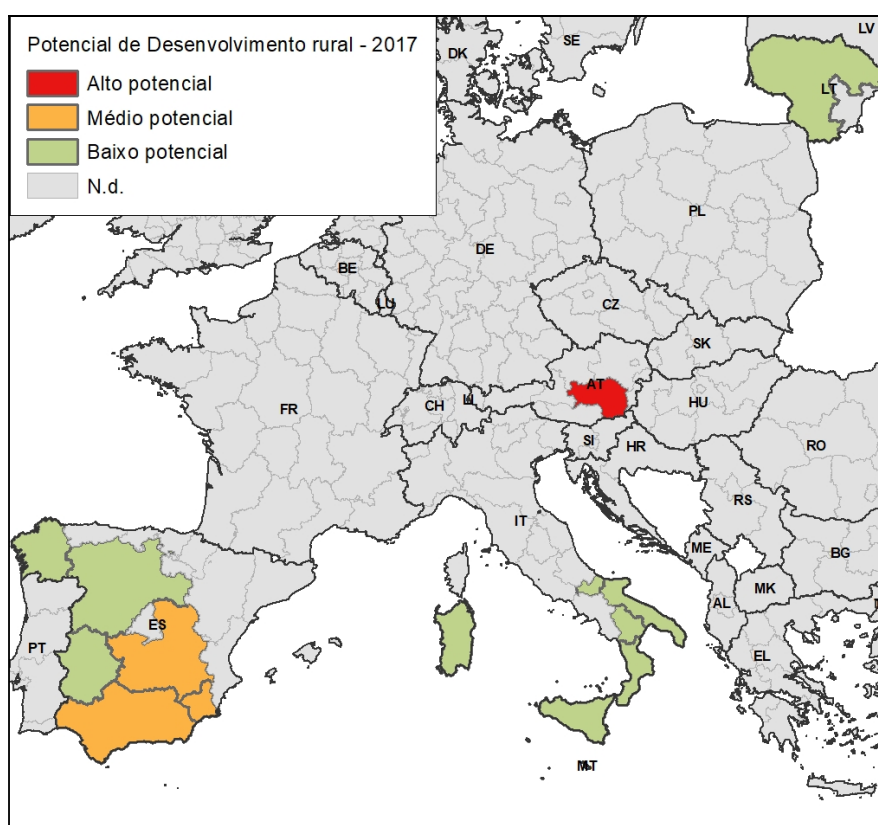 Potencial de Desenvolvimento rural - 2017
Alto potencial
Médio potencial
Baixo potencial
N.d.
DK
SE
LV
LT
PL
DE
BE
LU
CZ
SK
AT
FR
CH
LI
HU
SI
HR
RO
RS
IT
ME
BG
MK
AL
PT
ES
EL
MT